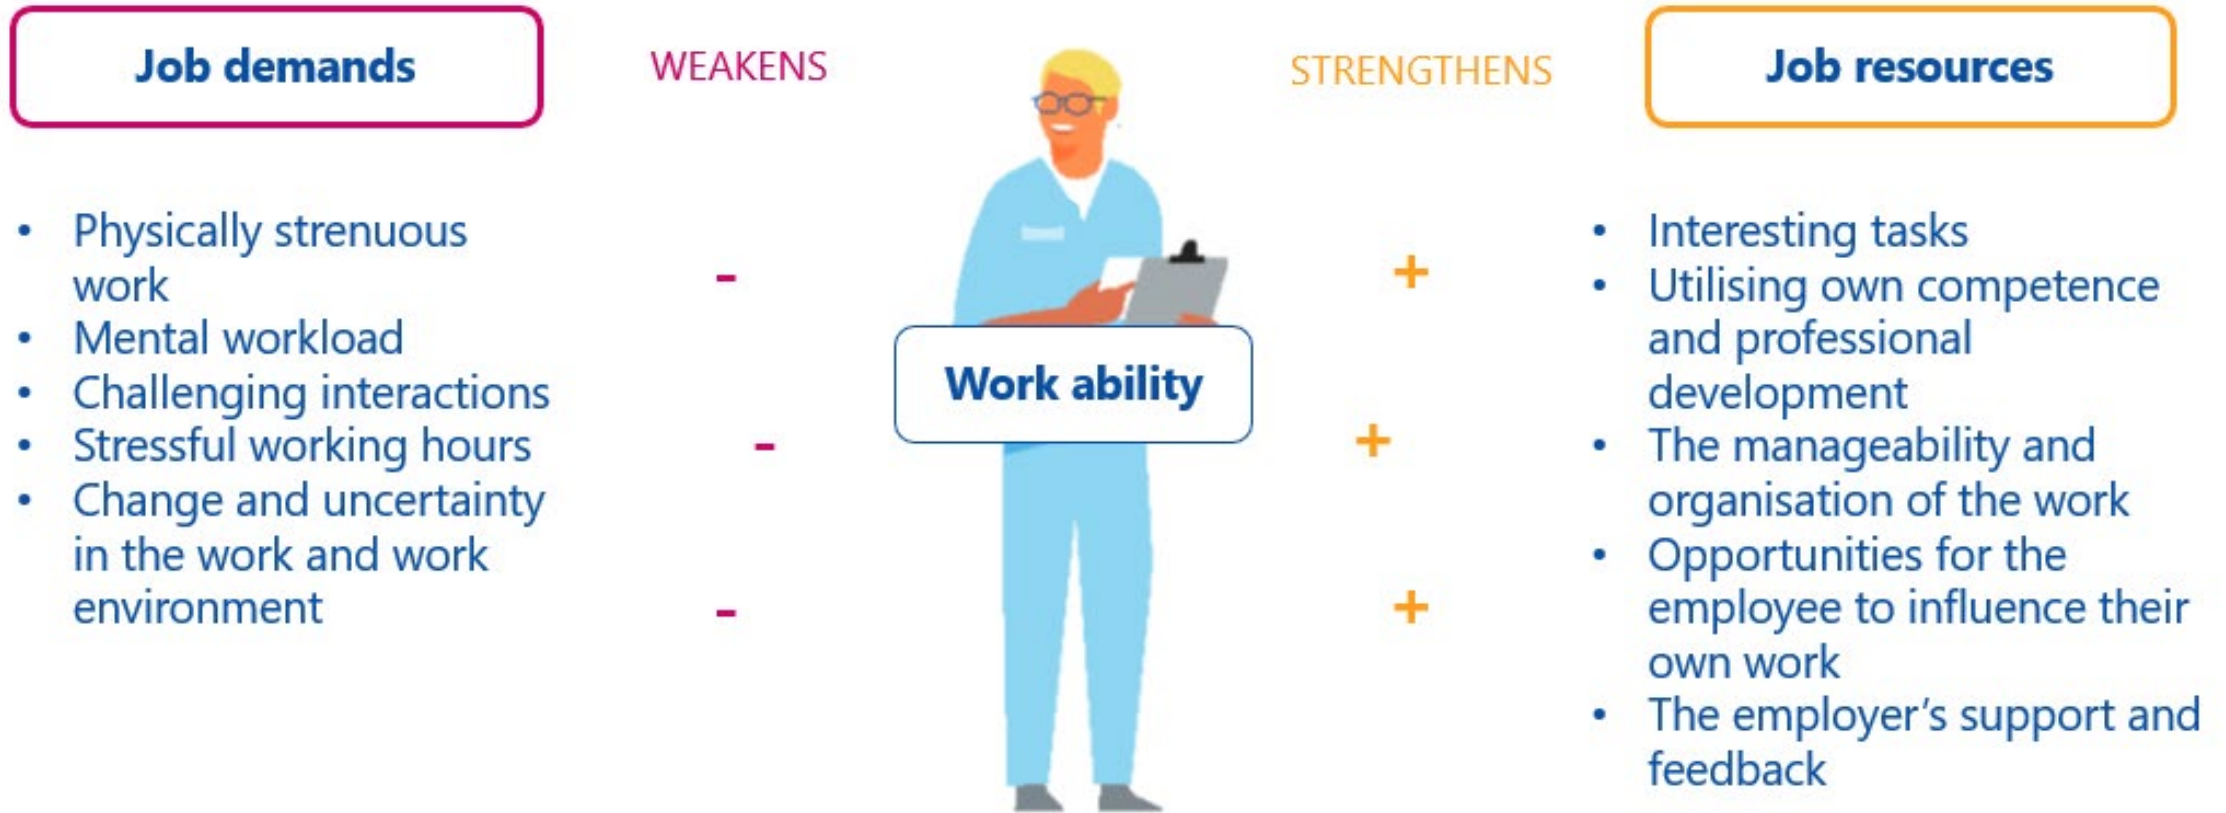 Job demands
WEAKENS
• Physically strenuous
work
• Mental workload
• Challenging interactions
• Stressful working hours
• Change and uncertainty
in the work and work
environment
-
-
-
Work ability
STRENGTHENS
+
+
+
Job resources
• Interesting tasks
• Utilising own competence
and professional
development
• The manageability and
organisation of the work
• Opportunities for the
employee to influence their
own work
• The employer’s support and
feedback